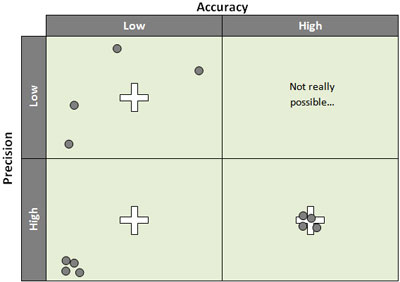 Accuracy
Low
High
Precision
Low
Not really
possible...
High